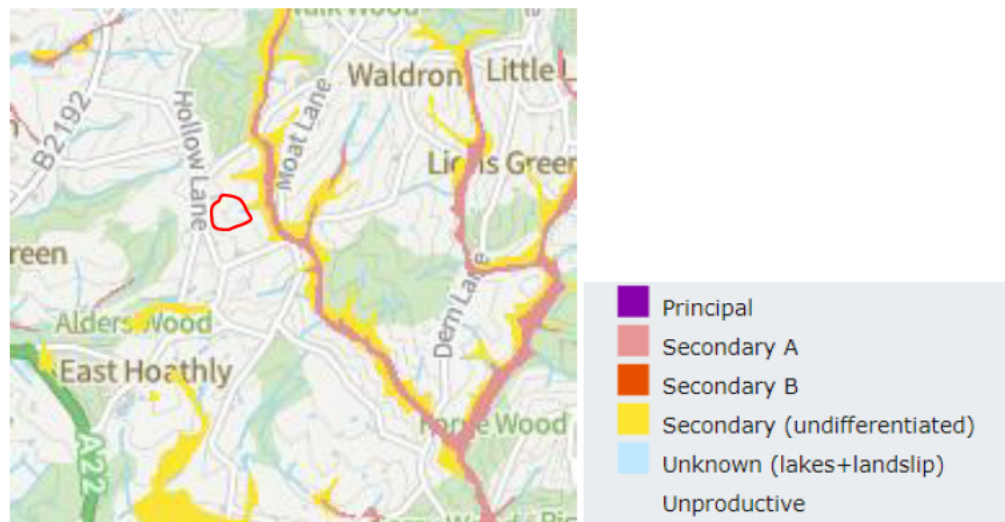 Waldron
Little L
Hollow Lane
Moat Lane
B2192
Green
reen
Dern Lane
Alders Wood
East Hoathly
Wood
A22
Principal
Secondary A
Secondary B
Secondary (undifferentiated)
Unknown (lakes+landslip)
Unproductive